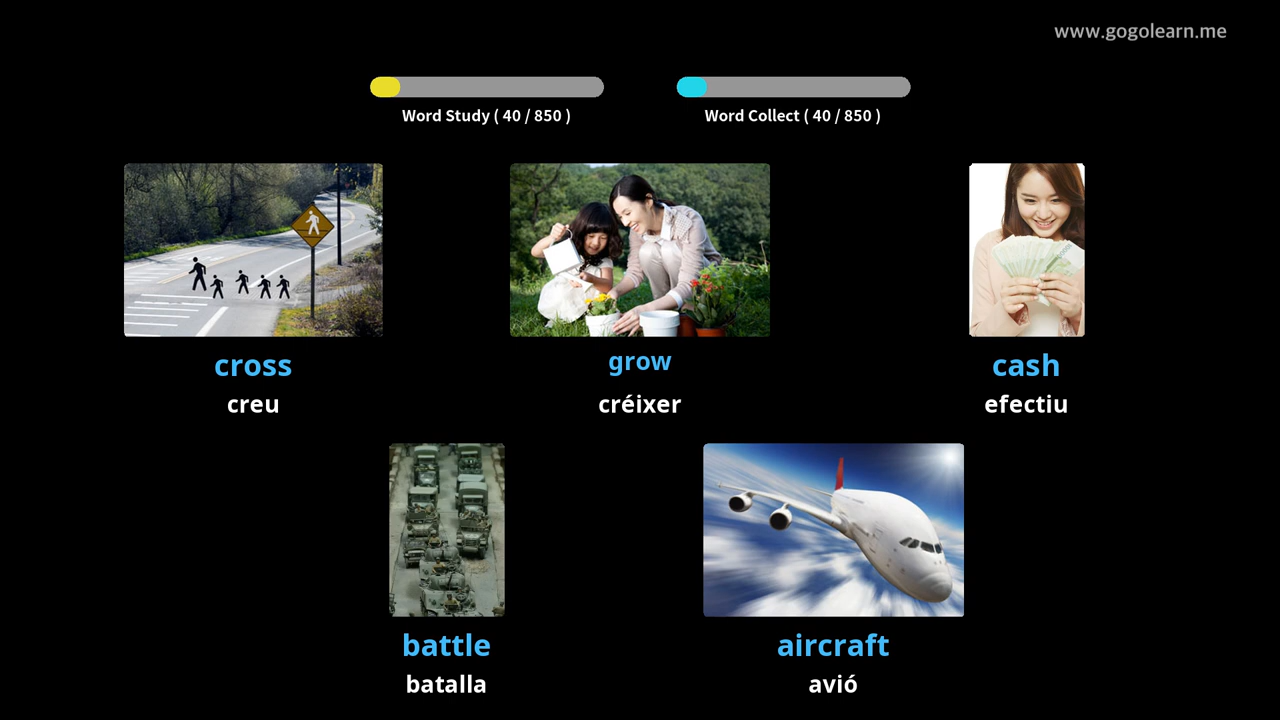 www.gogolearn.me
Word Study ( 40 / 850 )
Word Collect ( 40 / 850 )
cross
creu
grow
créixer
cash
efectiu
battle
batalla
aircraft
avió